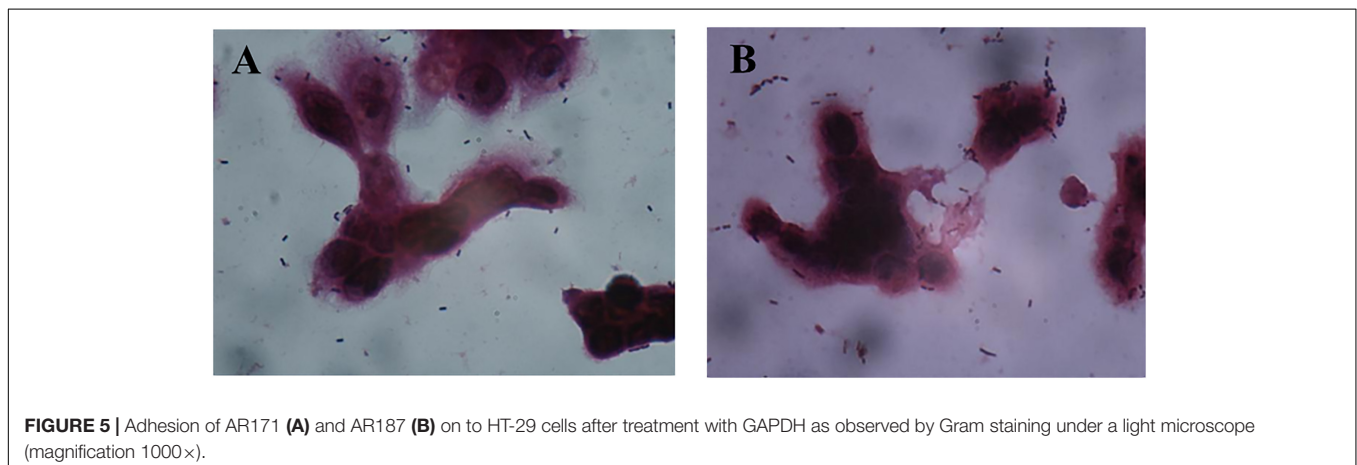 A
B
FIGURE 5 | Adhesion of AR171 (A) and AR187 (B) on to HT-29 cells after treatment with GAPDH as observed by Gram staining under a light microscope
(magnification 1000×).